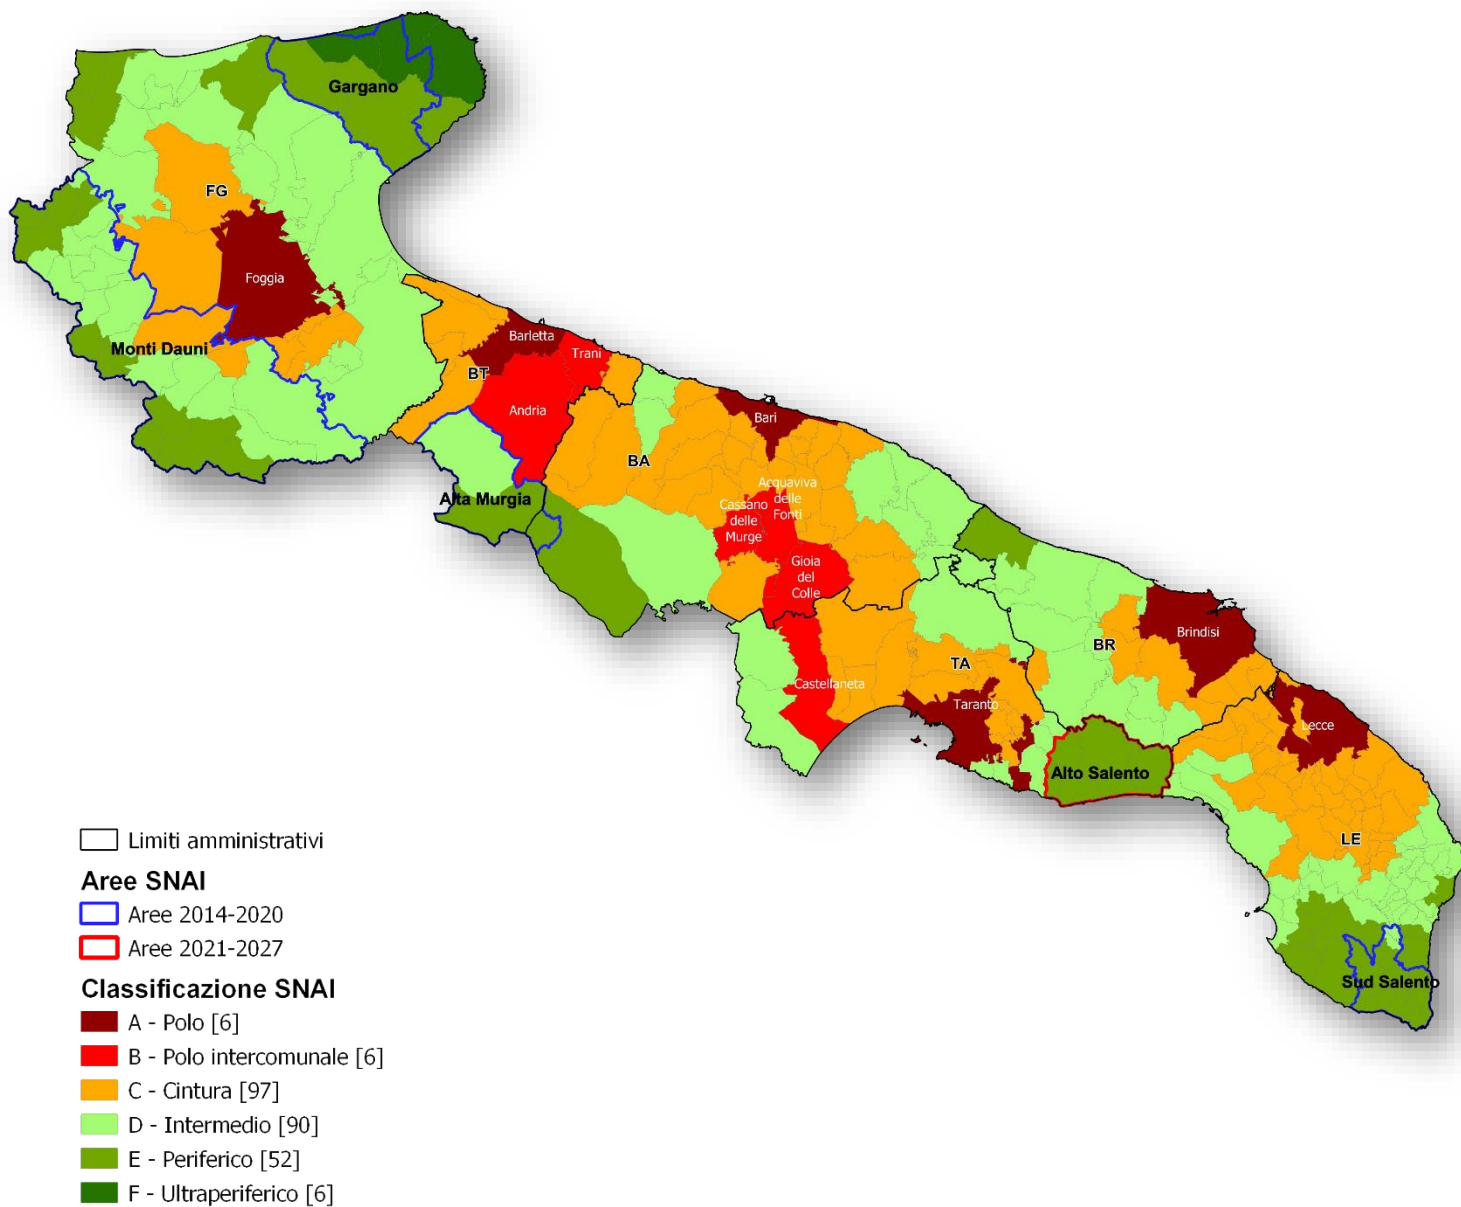 Gargano
FG
Foggia
Monti Dauni
Barletta
Trani
BT
Andria
Bari
BA
Alta Murgia
Acquaviva
delle
Fonti
Cassano
delle
Murge
Gioia
del
Colle
Castellaneta
TA
Taranto
BR
Brindisi
Lecce
Alto Salento
LE
Sud Salento
Limiti amministrativi
Aree SNAI
Aree 2014-2020
Aree 2021-2027
Classificazione SNAI
A - Polo [6]
B - Polo intercomunale [6]
C - Cintura [97]
D - Intermedio [90]
E - Periferico [52]
F - Ultraperiferico [6]